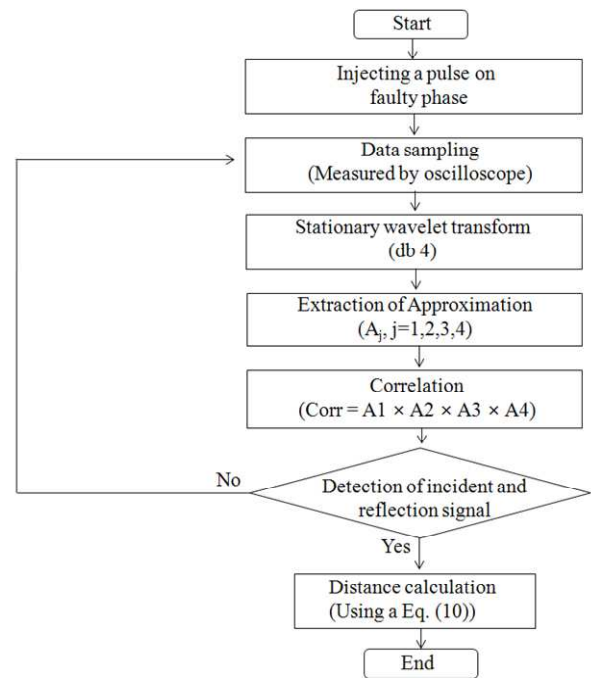 Start
Injecting a pulse on
faulty phase
Data sampling
(Measured by oscilloscope)
Stationary wavelet transform
(db 4)
Extraction of Approximation
(Aj, j=1,2,3,4)
Correlation
(Corr = A1 × A2 × A3 × A4)
No
Detection of incident and
reflection signal
Yes
Distance calculation
(Using a Eq. (10))
End